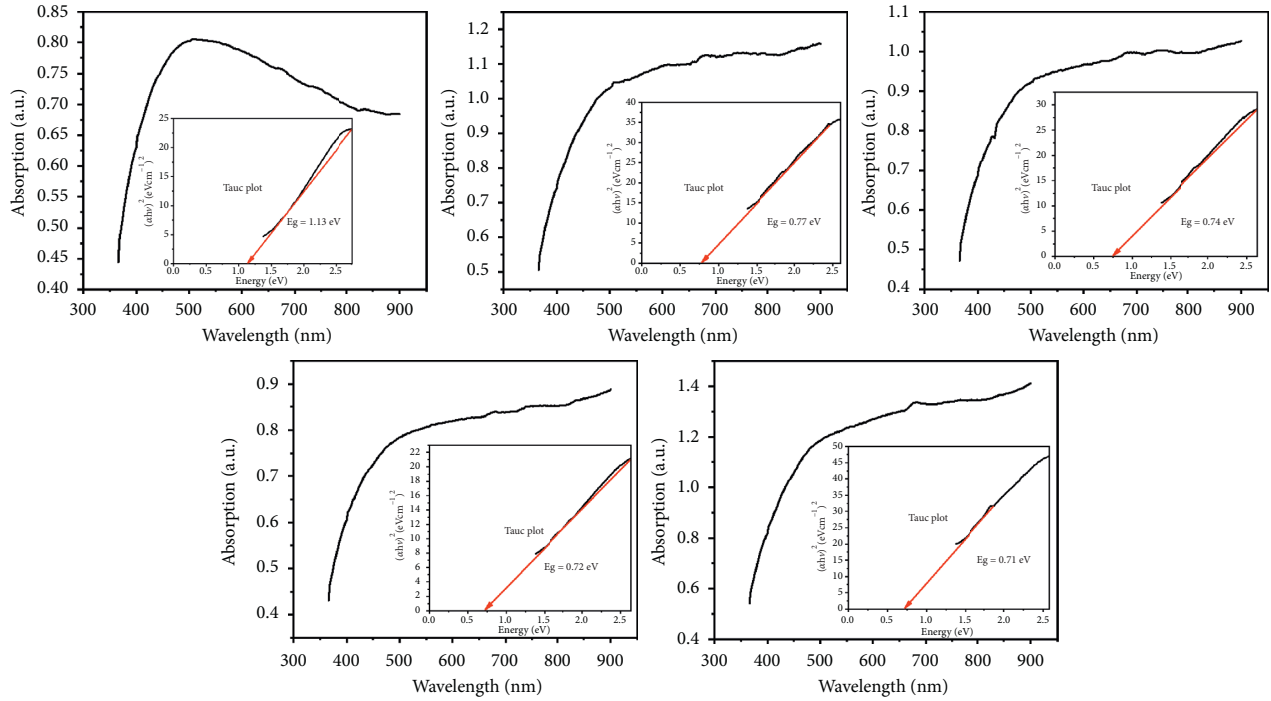 Absorption (a.u.)
0.85
0.80
0.75
0.70
0.65
0.60
0.55
0.50
0.45
0.40
300 400 500 600 700 800 900
Wavelength (nm)
(αhν)² (eVcm⁻¹)²
25
20
15
10
5
0
Tauc plot
Eg = 1.13 eV
0.0 0.5 1.0 1.5 2.0 2.5
Energy (eV)
Absorption (a.u.)
1.2
1.1
1.0
0.9
0.8
0.7
0.6
0.5
300 400 500 600 700 800 900
Wavelength (nm)
(αhν)² (eVcm⁻¹)²
40
35
30
25
20
15
10
5
0
Tauc plot
Eg = 0.77 eV
0.0 0.5 1.0 1.5 2.0 2.5
Energy (eV)
Absorption (a.u.)
1.1
1.0
0.9
0.8
0.7
0.6
0.5
0.4
300 400 500 600 700 800 900
Wavelength (nm)
(αhν)² (eVcm⁻¹)²
30
25
20
15
10
5
0
Tauc plot
Eg = 0.74 eV
0.0 0.5 1.0 1.5 2.0 2.5
Energy (eV)
Absorption (a.u.)
0.9
0.8
0.7
0.6
0.5
0.4
300 400 500 600 700 800 900
Wavelength (nm)
(αhν)² (eVcm⁻¹)²
22
20
18
16
14
12
10
8
6
4
2
0
Tauc plot
Eg = 0.72 eV
0.0 0.5 1.0 1.5 2.0 2.5
Energy (eV)
Absorption (a.u.)
1.4
1.2
1.0
0.8
0.6
0.4
300 400 500 600 700 800 900
Wavelength (nm)
(αhν)² (eVcm⁻¹)²
50
45
40
35
30
25
20
15
10
5
0
Tauc plot
Eg = 0.71 eV
0.0 0.5 1.0 1.5 2.0 2.5
Energy (eV)